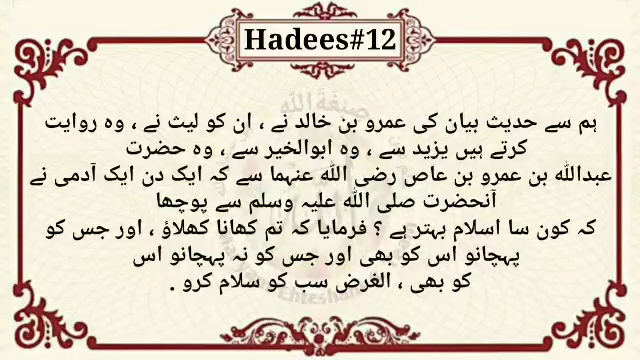 Hadees#12
ہم سے حدیث بیان کی عمرو بن خالد نے ، ان کو لیث نے ، وہ روایت
کرتے ہیں یزید سے ، وہ ابوالخیر سے ، وہ حضرت
عبداللّٰہ بن عمرو بن عاص رضی اللّٰہ عنہما سے کہ ایک دن ایک آدمی نے
آنحضرت صلی اللّٰہ علیہ وسلم سے پوچھا
کہ کون سا اسلام بہتر ہے ؟ فرمایا کہ تم کھانا کھلاؤ ، اور جس کو
پہچانو اس کو بھی اور جس کو نہ پہچانو اس
کو بھی ، الغرض سب کو سلام کرو .